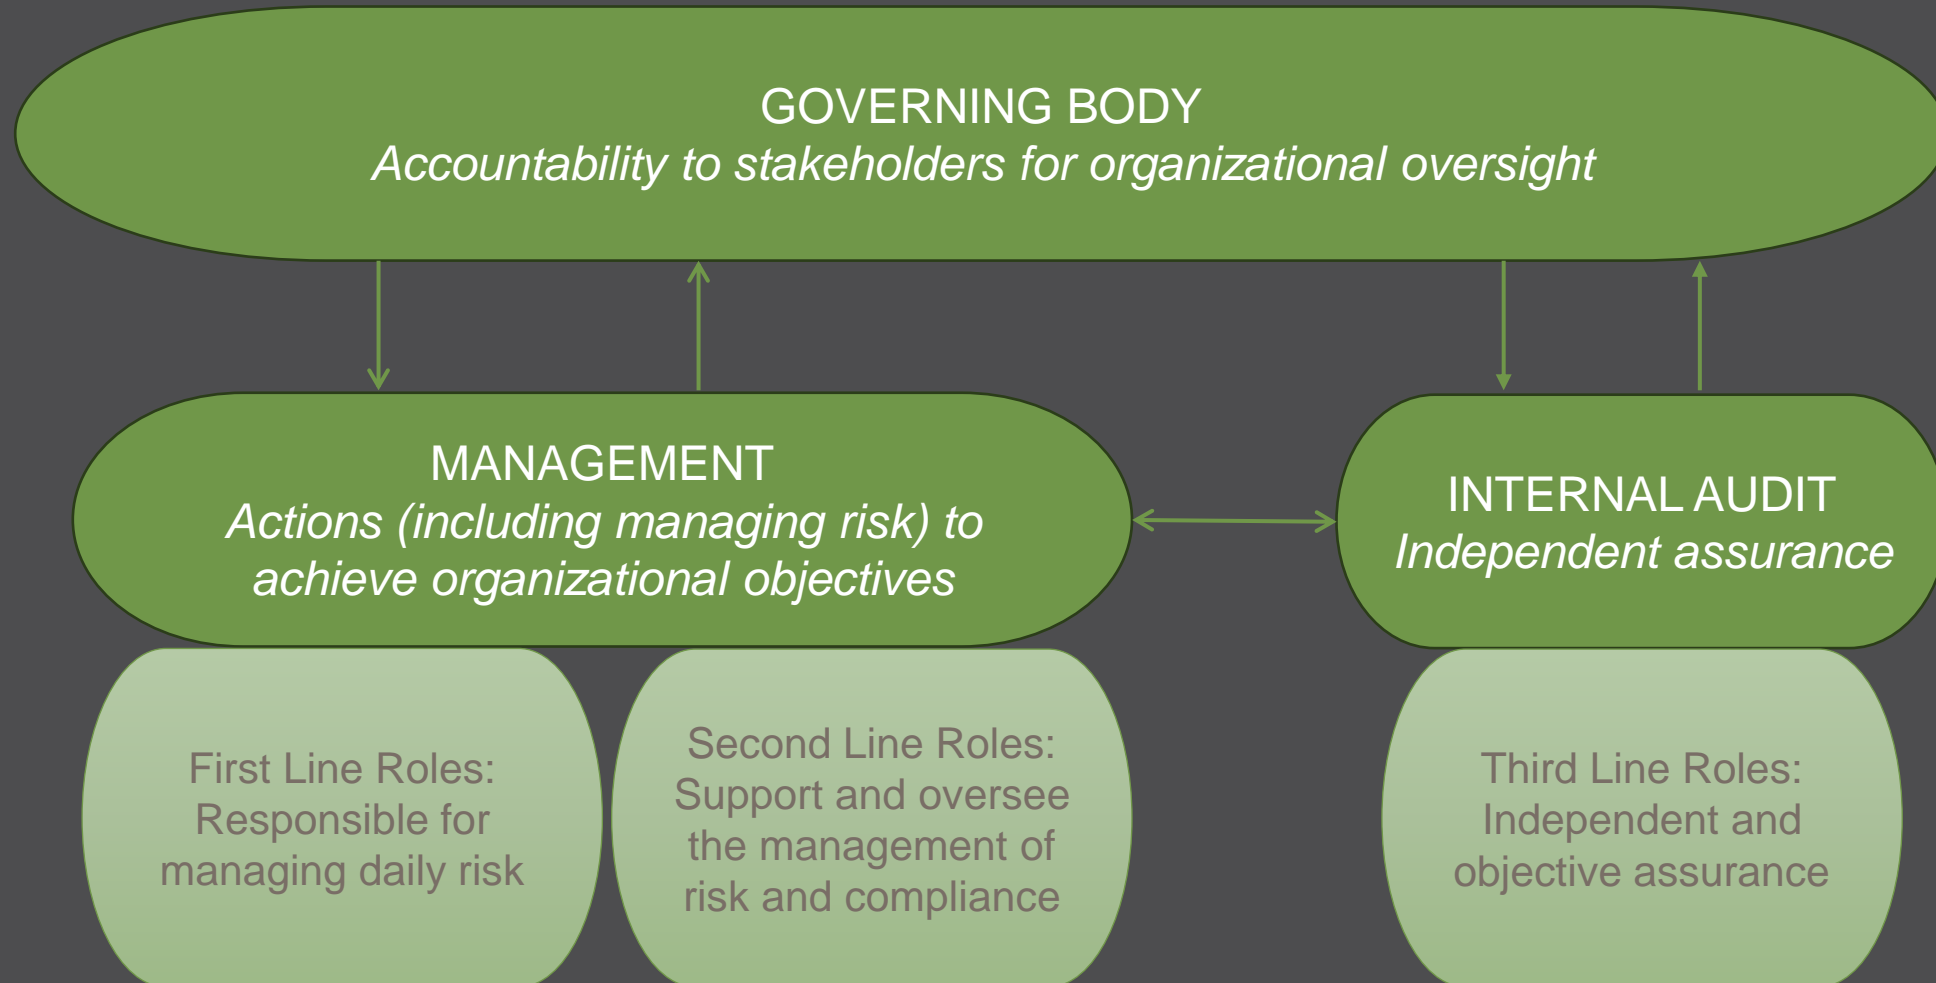 GOVERNING BODY
Accountability to stakeholders for organizational oversight
MANAGEMENT
Actions (including managing risk) to
achieve organizational objectives
INTERNAL AUDIT
Independent assurance
First Line Roles:
Responsible for
managing daily risk
Second Line Roles:
Support and oversee
the management of
risk and compliance
Third Line Roles:
Independent and
objective assurance